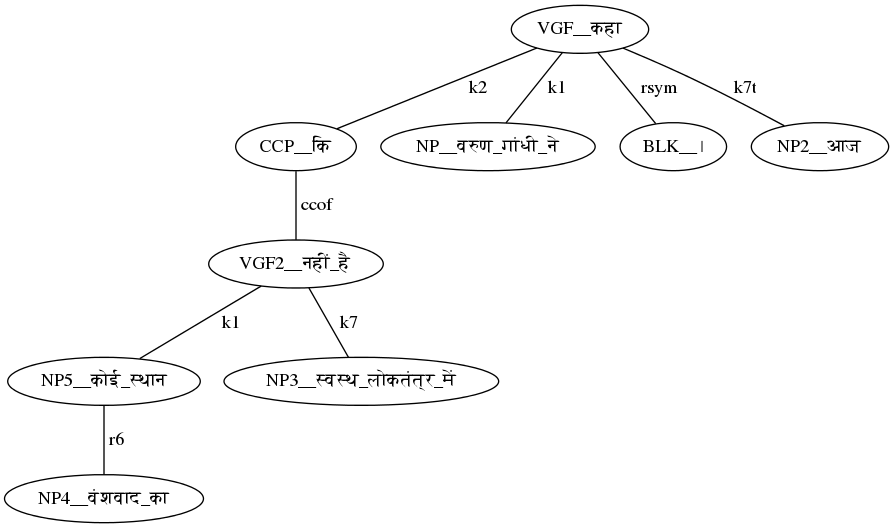 VGF__कहा
k2 k1 rsym k7t
CCP__कि NP__वरुण_गांधी_ने BLK__। NP2__आज
ccof
VGF2__नहीं_है
k1 k7
NP5__कोई_स्थान NP3__स्वस्थ_लोकतंत्र_में
r6
NP4__वंशवाद_का